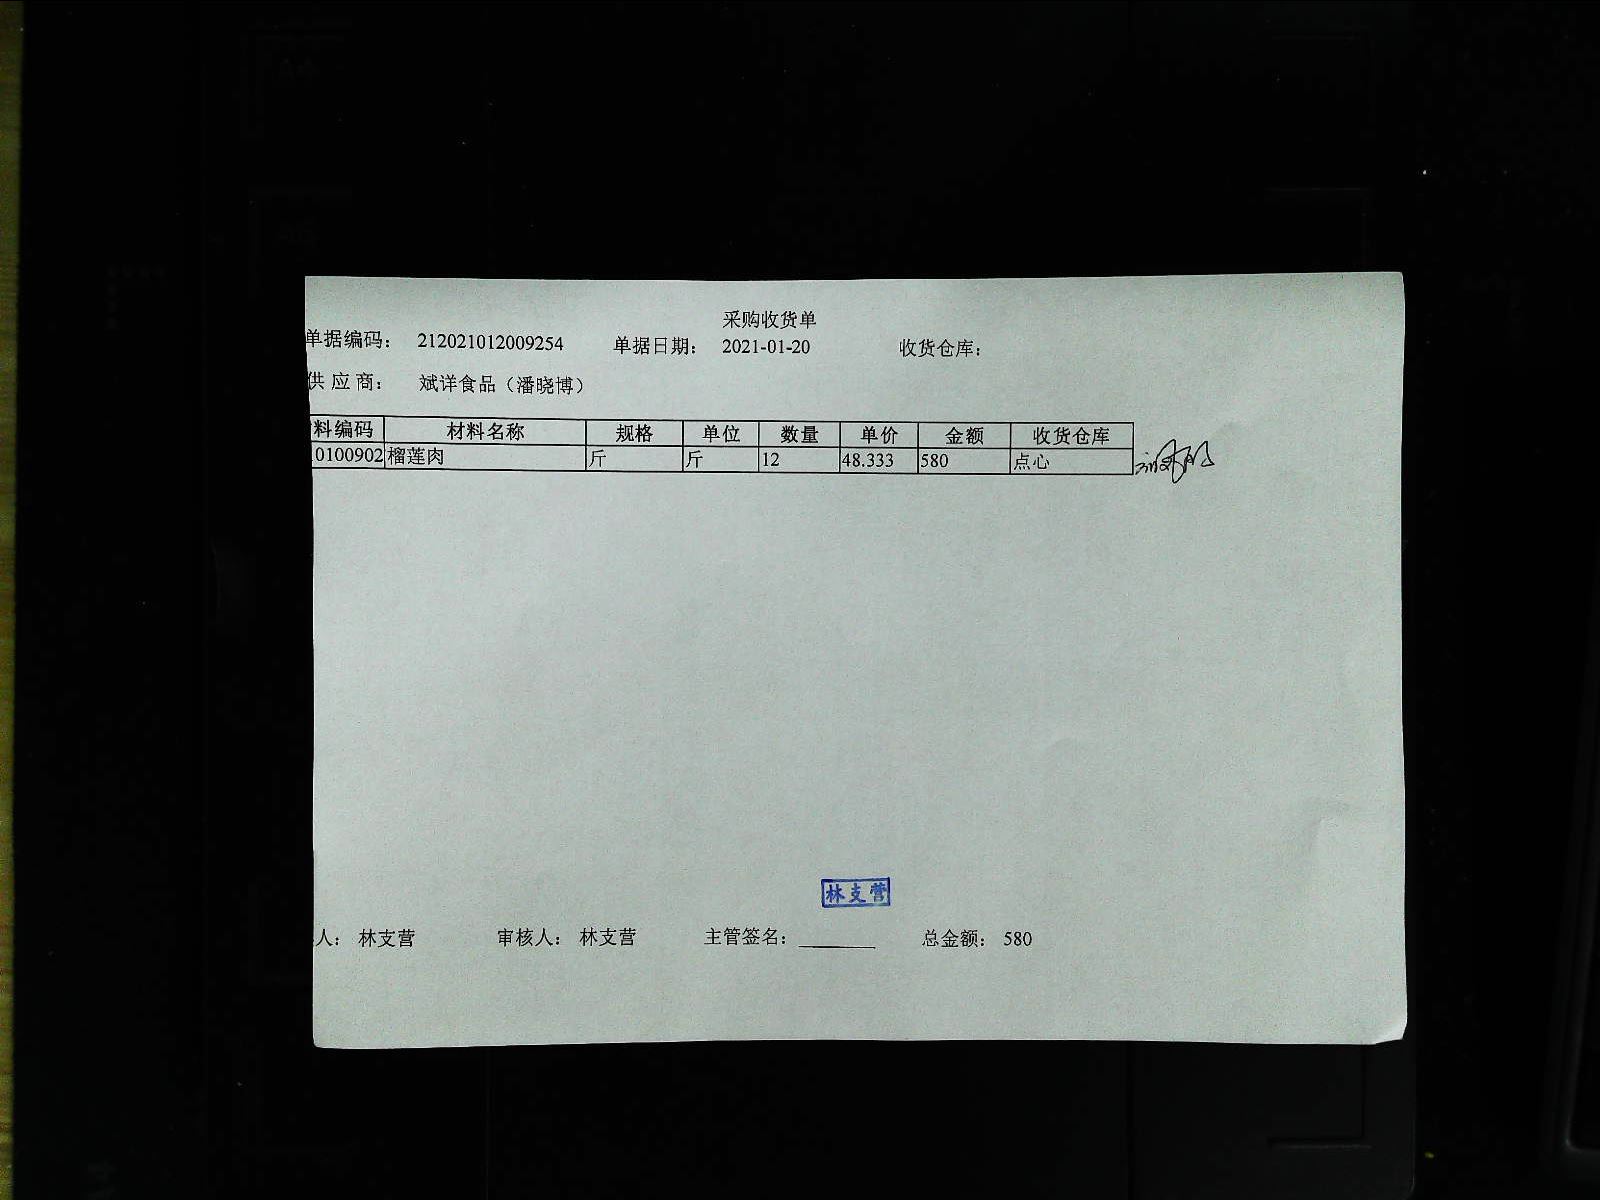 采购收货单
单据编码： 212021012009254 单据日期： 2021-01-20 收货仓库：
供应商： 斌详食品（潘晓博）
料编码 材料名称 规格 单位 数量 单价 金额 收货仓库
0100902 榴莲肉 斤 斤 12 48.333 580 点心
林支营
人： 林支营 审核人： 林支营 主管签名： 总金额： 580